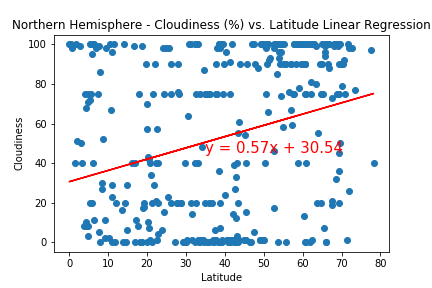 Northern Hemisphere - Cloudiness (%) vs. Latitude Linear Regression
100
80
60
40
20
0
Cloudiness
y = 0.57x + 30.54
0 10 20 30 40 50 60 70 80
Latitude